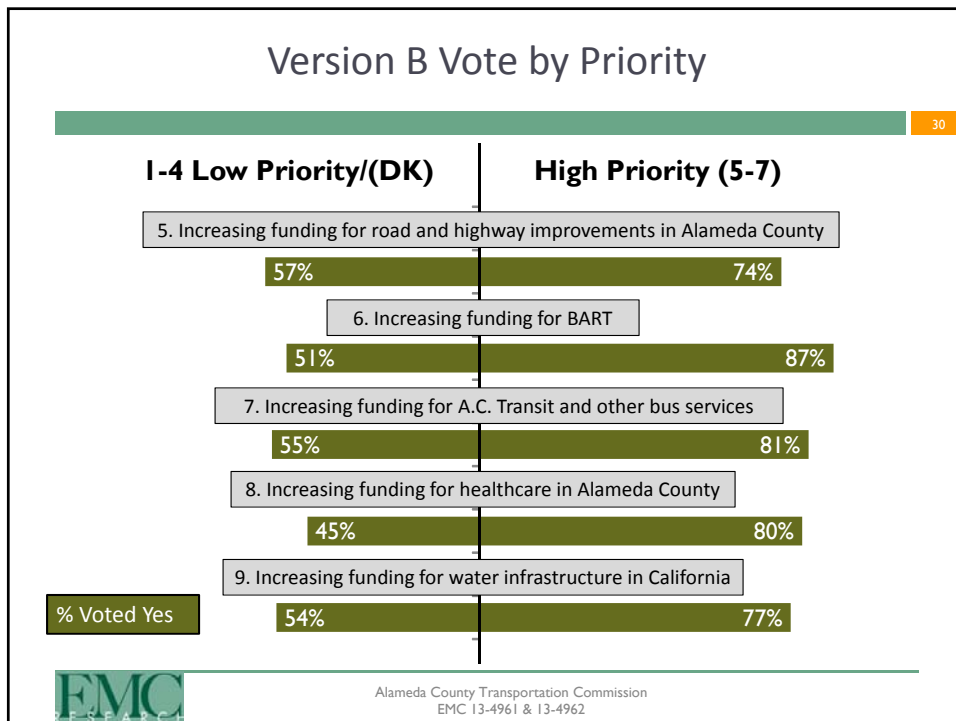 Version B Vote by Priority
30
1-4 Low Priority/(DK)
High Priority (5-7)
5. Increasing funding for road and highway improvements in Alameda County
57%
74%
6. Increasing funding for BART
51%
87%
7. Increasing funding for A.C. Transit and other bus services
55%
81%
8. Increasing funding for healthcare in Alameda County
45%
80%
9. Increasing funding for water infrastructure in California
% Voted Yes
54%
77%
EMC
RESEARCH
Alameda County Transportation Commission
EMC 13-4961 & 13-4962